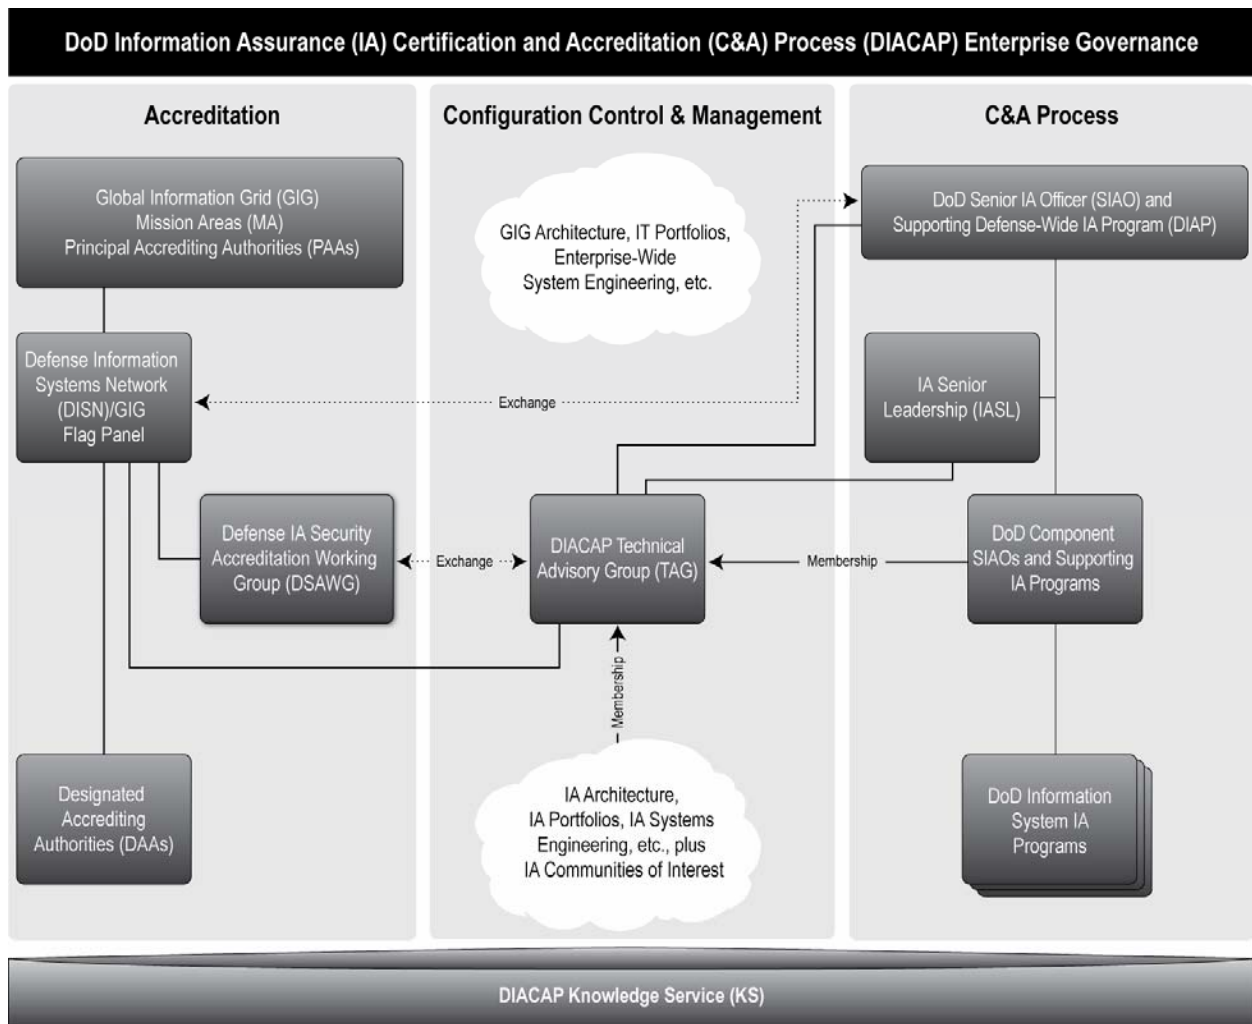 DoD Information Assurance (IA) Certification and Accreditation (C&A) Process (DIACAP) Enterprise Governance
Accreditation
Global Information Grid (GIG)
Mission Areas (MA)
Principal Accrediting Authorities (PAAs)
Defense Information
Systems Network
(DISN)/GIG
Flag Panel
Defense IA Security
Accreditation Working
Group (DSAWG)
Designated
Accrediting
Authorities (DAAs)
Configuration Control & Management
GIG Architecture, IT Portfolios,
Enterprise-Wide
System Engineering, etc.
Exchange
Exchange
DIACAP Technical
Advisory Group (TAG)
Membership
Membership
IA Architecture,
IA Portfolios, IA Systems
Engineering, etc., plus
IA Communities of Interest
C&A Process
DoD Senior IA Officer (SIAO) and
Supporting Defense-Wide IA Program (DIAP)
IA Senior
Leadership (IASL)
DoD Component
SIAOs and Supporting
IA Programs
DoD Information
System IA
Programs
DIACAP Knowledge Service (KS)